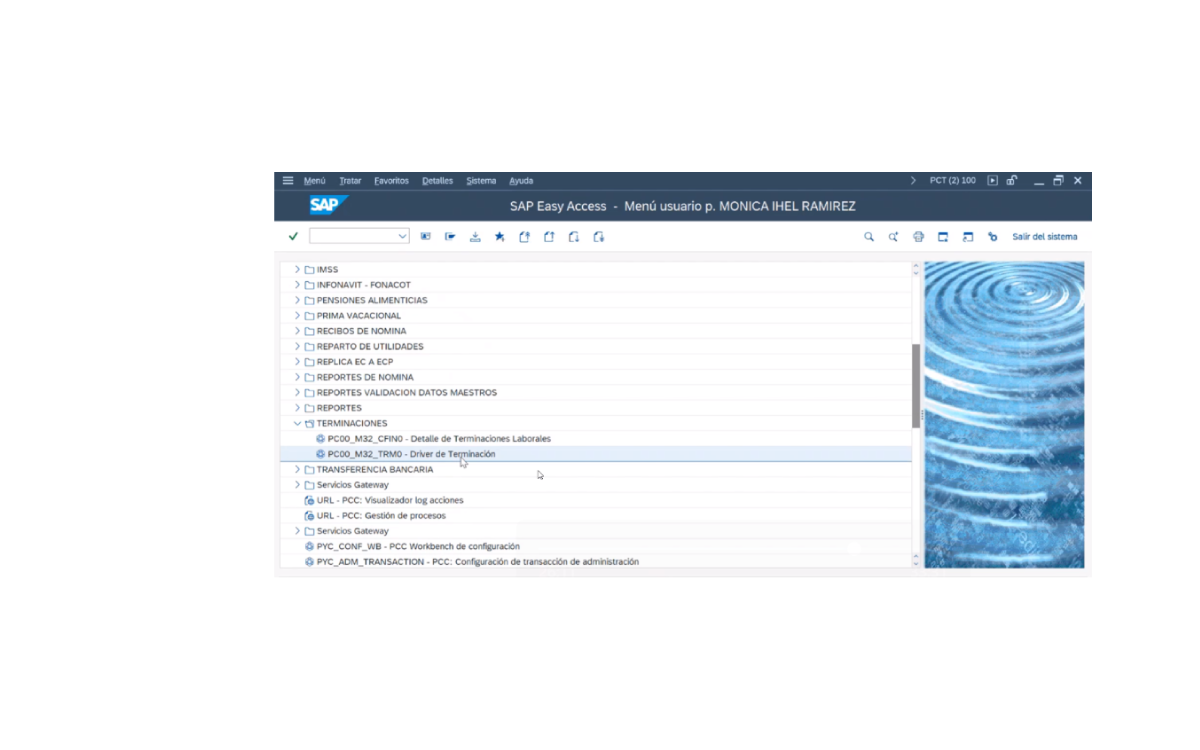 Menú Tratar Favoritos Detalles Sistema Ayuda PCT (2) 100
SAP SAP Easy Access - Menú usuario p. MONICA IHEL RAMIREZ
Salir del sistema
IMSS
INFONAVIT - FONACOT
PENSIONES ALIMENTICIAS
PRIMA VACACIONAL
RECIBOS DE NOMINA
REPARTO DE UTILIDADES
REPLICA EC A ECP
REPORTES DE NOMINA
REPORTES VALIDACION DATOS MAESTROS
REPORTES
TERMINACIONES
PC00_M32_CFIN0 - Detalle de Terminaciones Laborales
PC00_M32_TRM0 - Driver de Terminación
TRANSFERENCIA BANCARIA
Servicios Gateway
URL - PCC: Visualizador log acciones
URL - PCC: Gestión de procesos
Servicios Gateway
PYC_CONF_WB - PCC Workbench de configuración
PYC_ADM_TRANSACTION - PCC: Configuración de transacción de administración